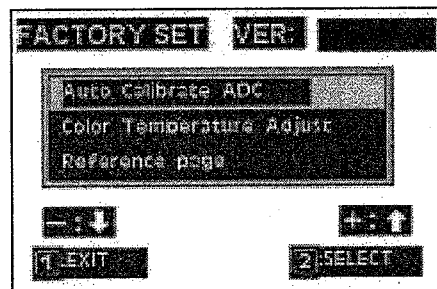 FACTORY SET VER:
Auto Calibrate ADC
Color Temperature Adjust
Reference page
－:⬇ ＋:⬆
1:EXIT 2:SELECT